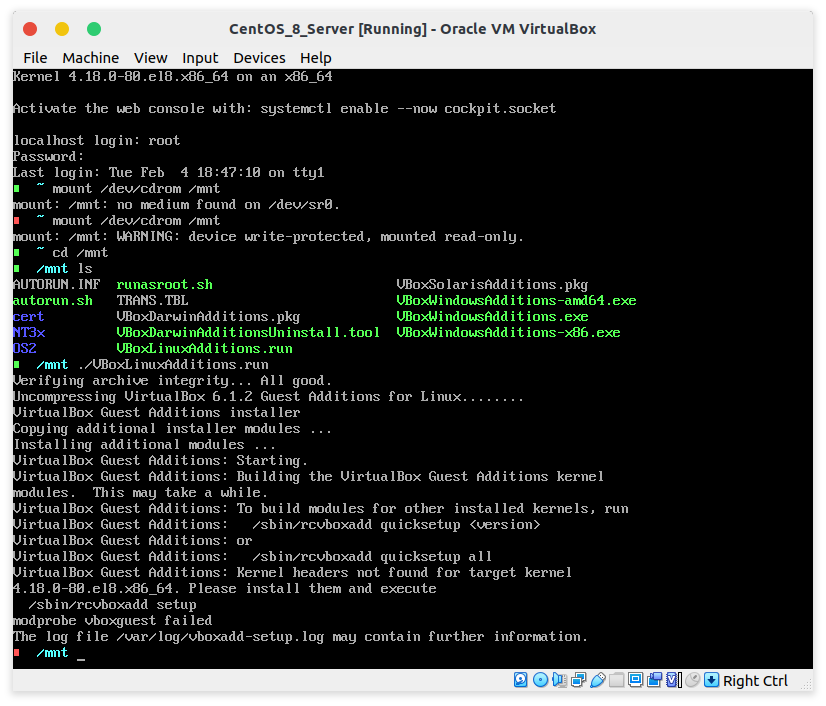 CentOS_8_Server [Running] - Oracle VM VirtualBox
File Machine View Input Devices Help
Kernel 4.18.0-80.el8.x86_64 on an x86_64
Activate the web console with: systemctl enable --now cockpit.socket
localhost login: root
Password:
Last login: Tue Feb  4 18:47:10 on tty1
~ mount /dev/cdrom /mnt
mount: /mnt: no medium found on /dev/sr0.
~ mount /dev/cdrom /mnt
mount: /mnt: WARNING: device write-protected, mounted read-only.
~ cd /mnt
/mnt ls
AUTORUN.INF  runasroot.sh                       VBoxSolarisAdditions.pkg
autorun.sh   TRANS.TBL                          VBoxWindowsAdditions-amd64.exe
cert         VBoxDarwinAdditions.pkg            VBoxWindowsAdditions.exe
NT3x         VBoxDarwinAdditionsUninstall.tool  VBoxWindowsAdditions-x86.exe
OS2          VBoxLinuxAdditions.run
/mnt ./VBoxLinuxAdditions.run
Verifying archive integrity... All good.
Uncompressing VirtualBox 6.1.2 Guest Additions for Linux........
VirtualBox Guest Additions installer
Copying additional installer modules ...
Installing additional modules ...
VirtualBox Guest Additions: Starting.
VirtualBox Guest Additions: Building the VirtualBox Guest Additions kernel
modules.  This may take a while.
VirtualBox Guest Additions: To build modules for other installed kernels, run
VirtualBox Guest Additions:   /sbin/rcvboxadd quicksetup <version>
VirtualBox Guest Additions: or
VirtualBox Guest Additions:   /sbin/rcvboxadd quicksetup all
VirtualBox Guest Additions: Kernel headers not found for target kernel
4.18.0-80.el8.x86_64. Please install them and execute
  /sbin/rcvboxadd setup
modprobe vboxguest failed
The log file /var/log/vboxadd-setup.log may contain further information.
/mnt _
Right Ctrl